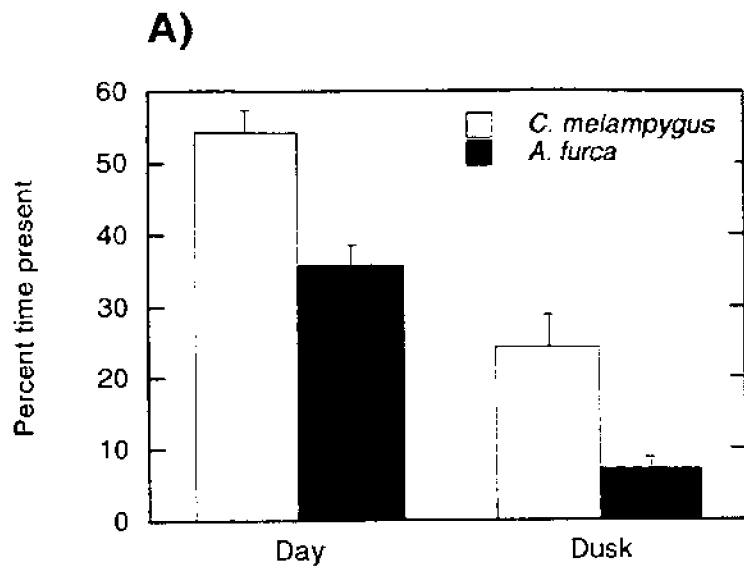 A)
60
50
40
30
20
10
0
Percent time present
C. melampygus
A. furca
Day
Dusk